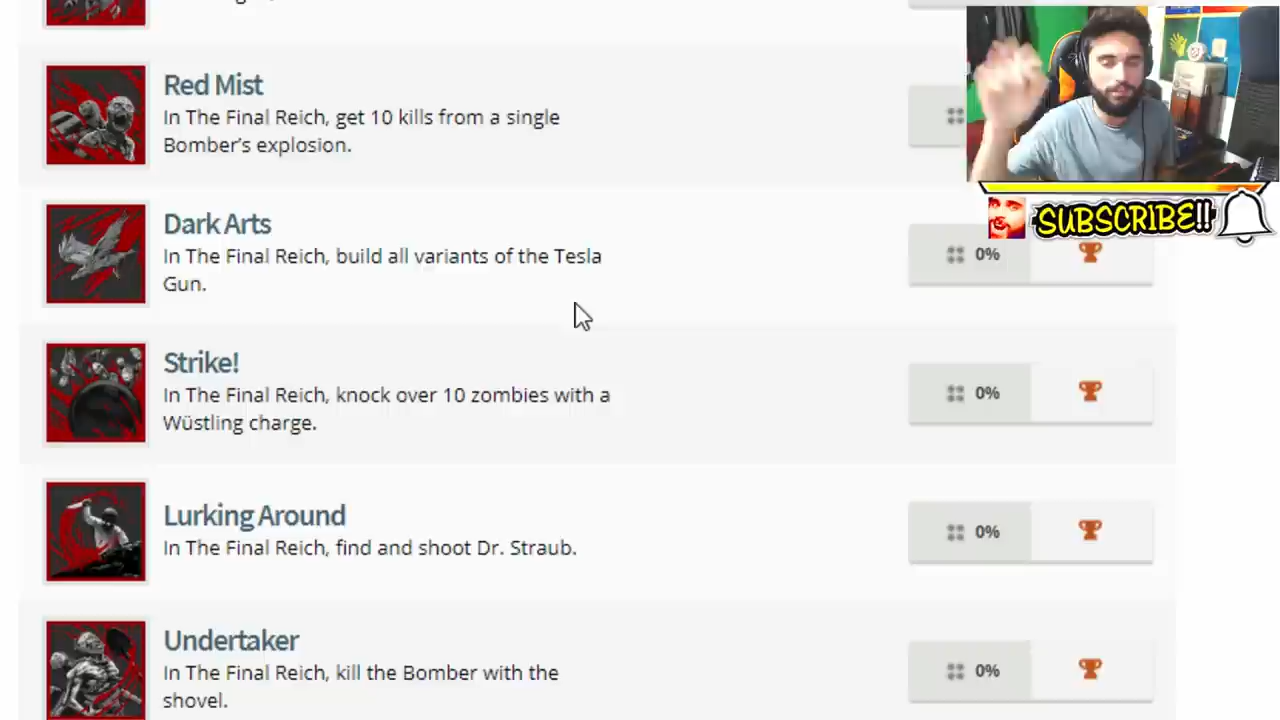 Red Mist
In The Final Reich, get 10 kills from a single
Bomber's explosion.
SUBSCRIBE!!
Dark Arts
In The Final Reich, build all variants of the Tesla
Gun.
0%
Strike!
In The Final Reich, knock over 10 zombies with a
Wüstling charge.
0%
Lurking Around
In The Final Reich, find and shoot Dr. Straub.
0%
Undertaker
In The Final Reich, kill the Bomber with the
shovel.
0%